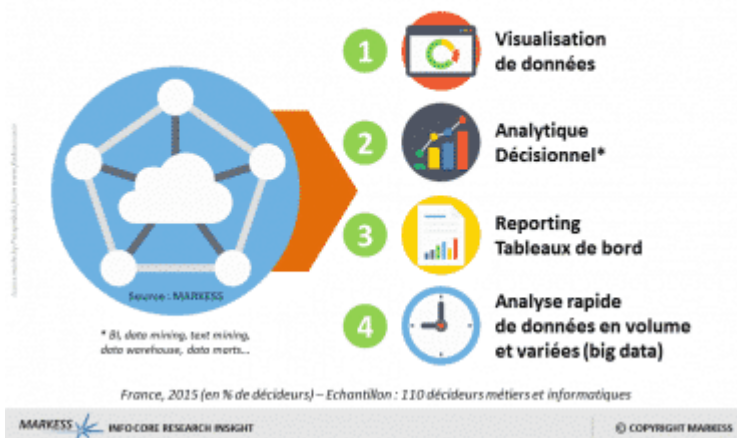 1
Visualisation
de données
2
Analytique
Décisionnel*
3
Reporting
Tableaux de bord
4
Analyse rapide
de données en volume
et variées (big data)
Source : MARKESS
* BI, data mining, text mining,
data warehouse, data marts...
France, 2015 (en % de décideurs) – Echantillon : 110 décideurs métiers et informatiques
MARKESS INFOCORE RESEARCH INSIGHT
© COPYRIGHT MARKESS